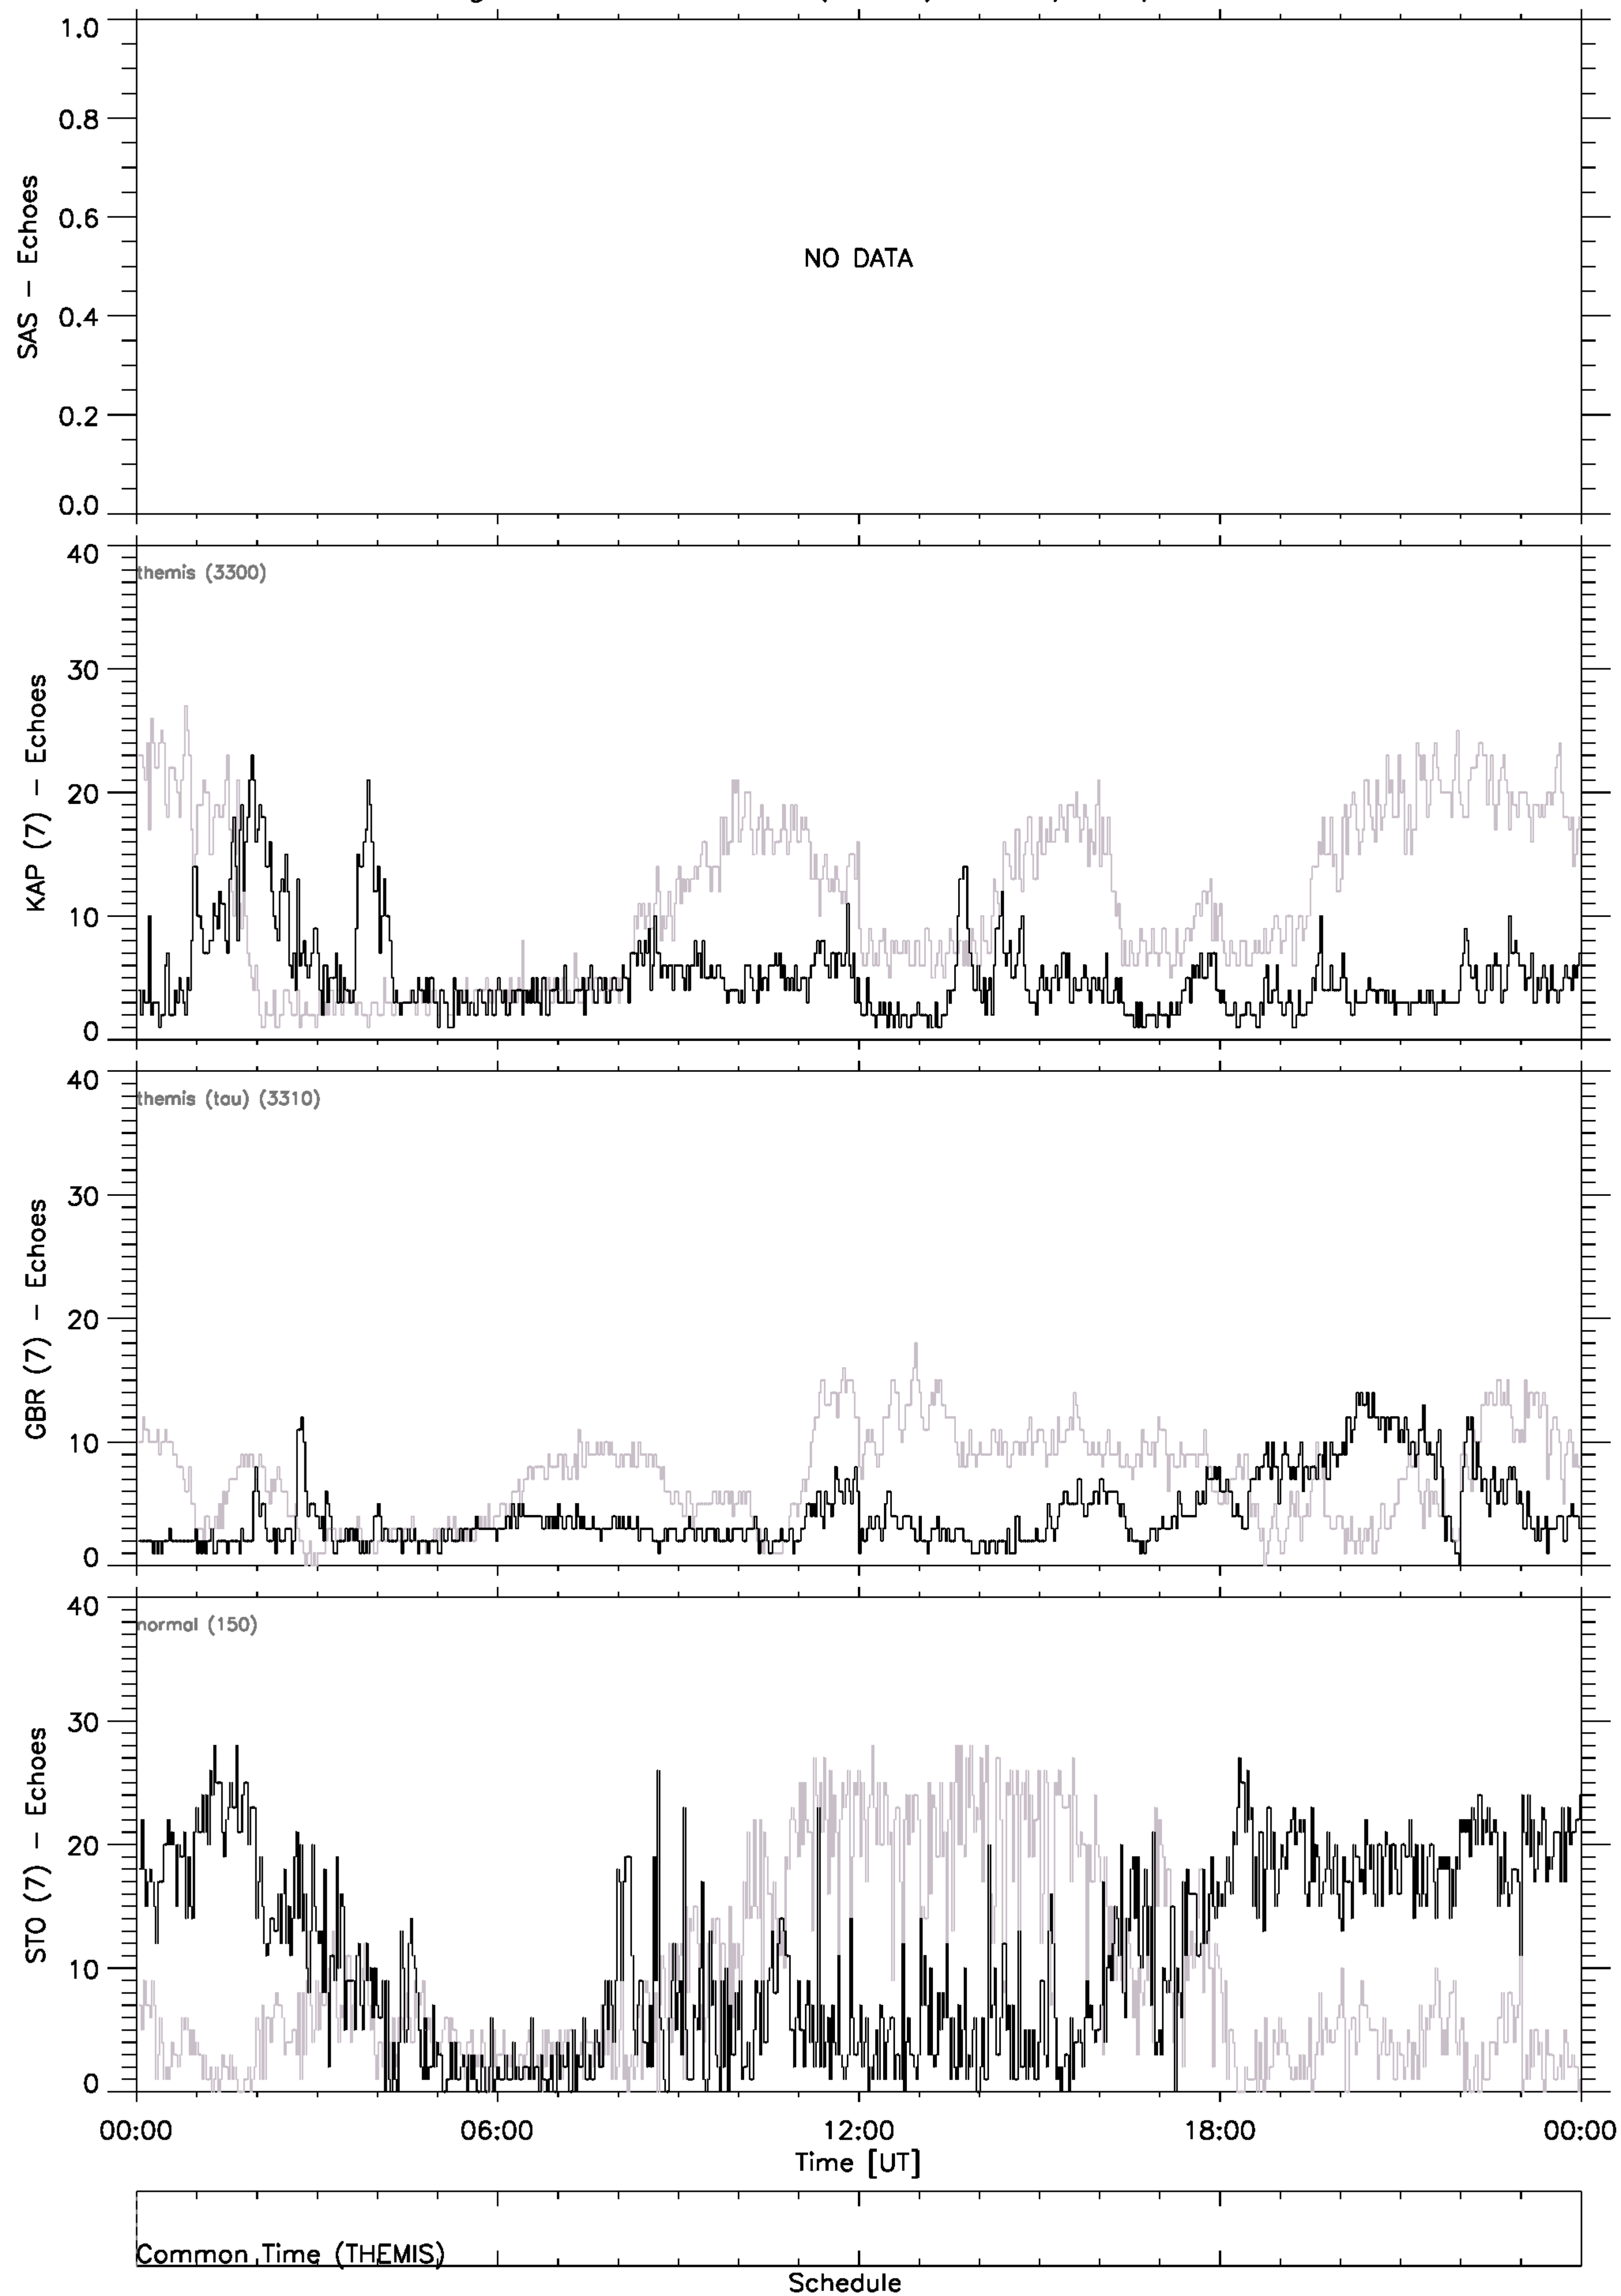 1.0
0.8
0.6
0.4
0.2
0.0
SAS - Echoes
NO DATA
40
30
20
10
0
KAP (7) - Echoes
themis (3300)
40
30
20
10
0
GBR (7) - Echoes
themis (tau) (3310)
40
30
20
10
0
STO (7) - Echoes
normal (150)
00:00 06:00 12:00 18:00 00:00
Time [UT]
Common Time (THEMIS)
Schedule